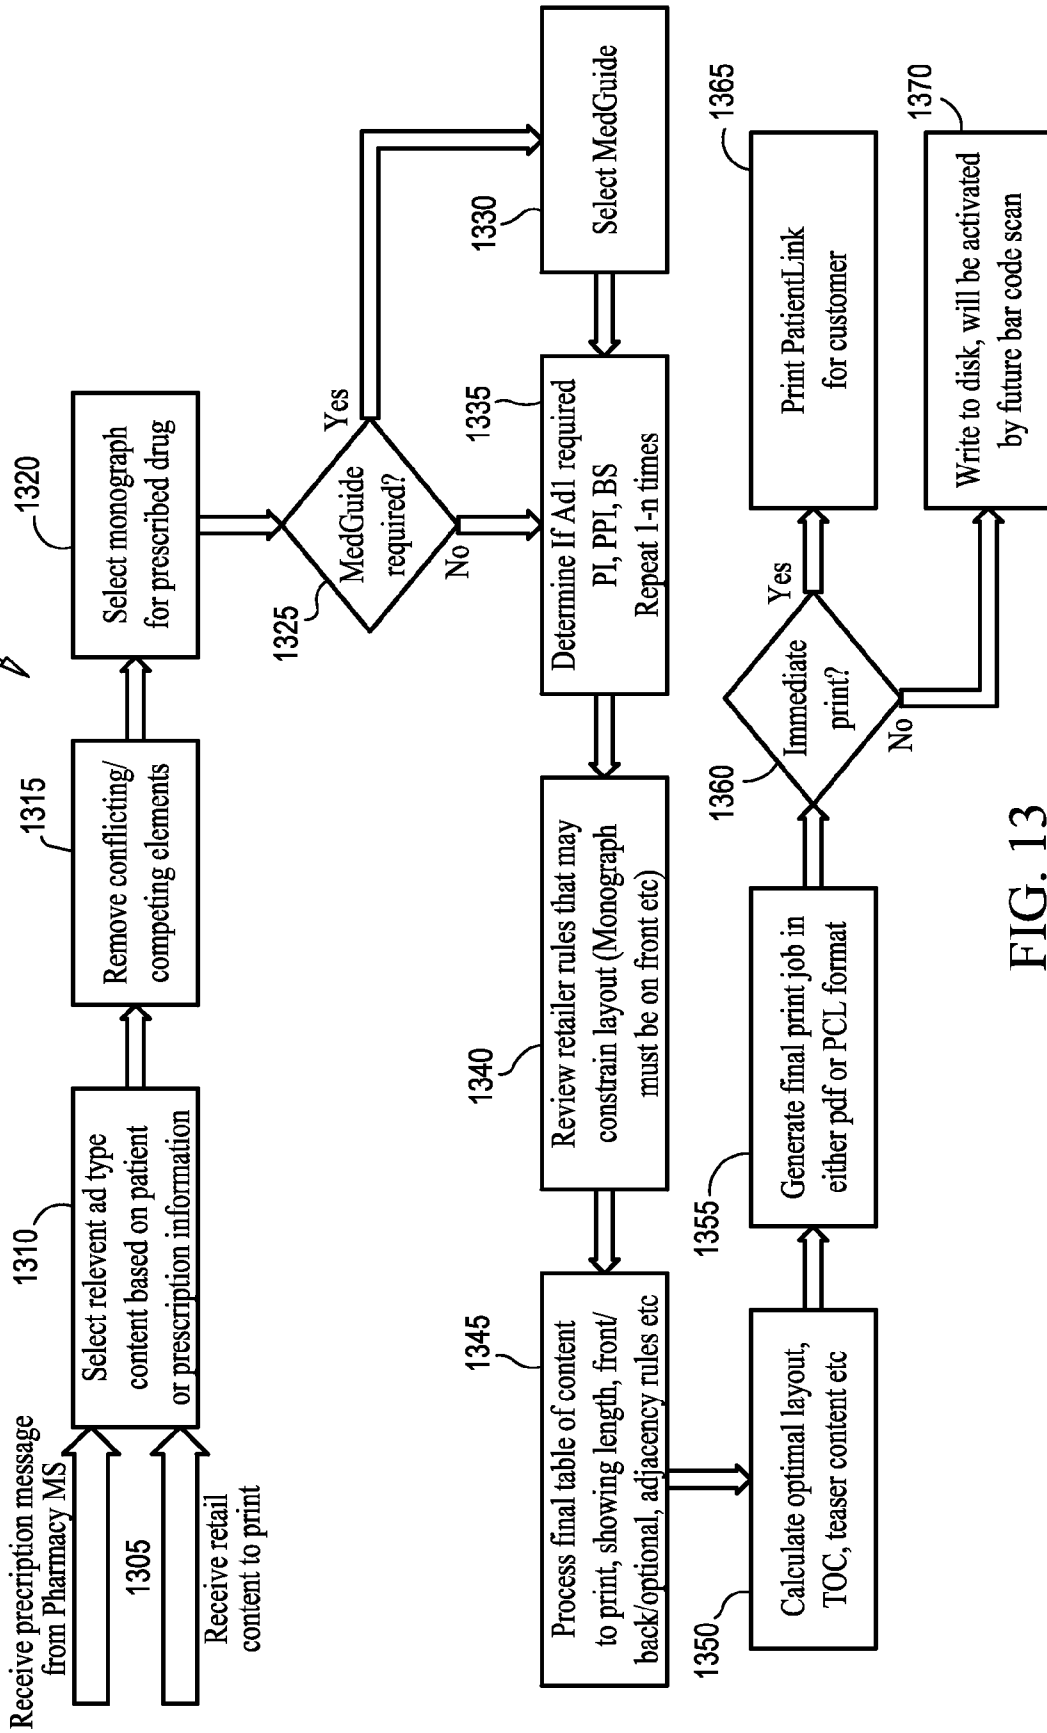 Receive precription message
from Pharmacy MS
1305
Receive retail
content to print
1310
Select relevent ad type
content based on patient
or prescription information
1315
Remove conflicting/
competing elements
1320
Select monograph
for prescribed drug
1325
MedGuide
required?
Yes
No
1330
Select MedGuide
1335
Determine If Ad1 required
PI, PPI, BS
Repeat 1-n times
1340
Review retailer rules that may
constrain layout (Monograph
must be on front etc)
1345
Process final table of content
to print, showing length, front/
back/optional, adjacency rules etc
1350
Calculate optimal layout,
TOC, teaser content etc
1355
Generate final print job in
either pdf or PCL format
1360
Immediate
print?
Yes
No
1365
Print PatientLink
for customer
1370
Write to disk, will be activated
by future bar code scan
FIG. 13